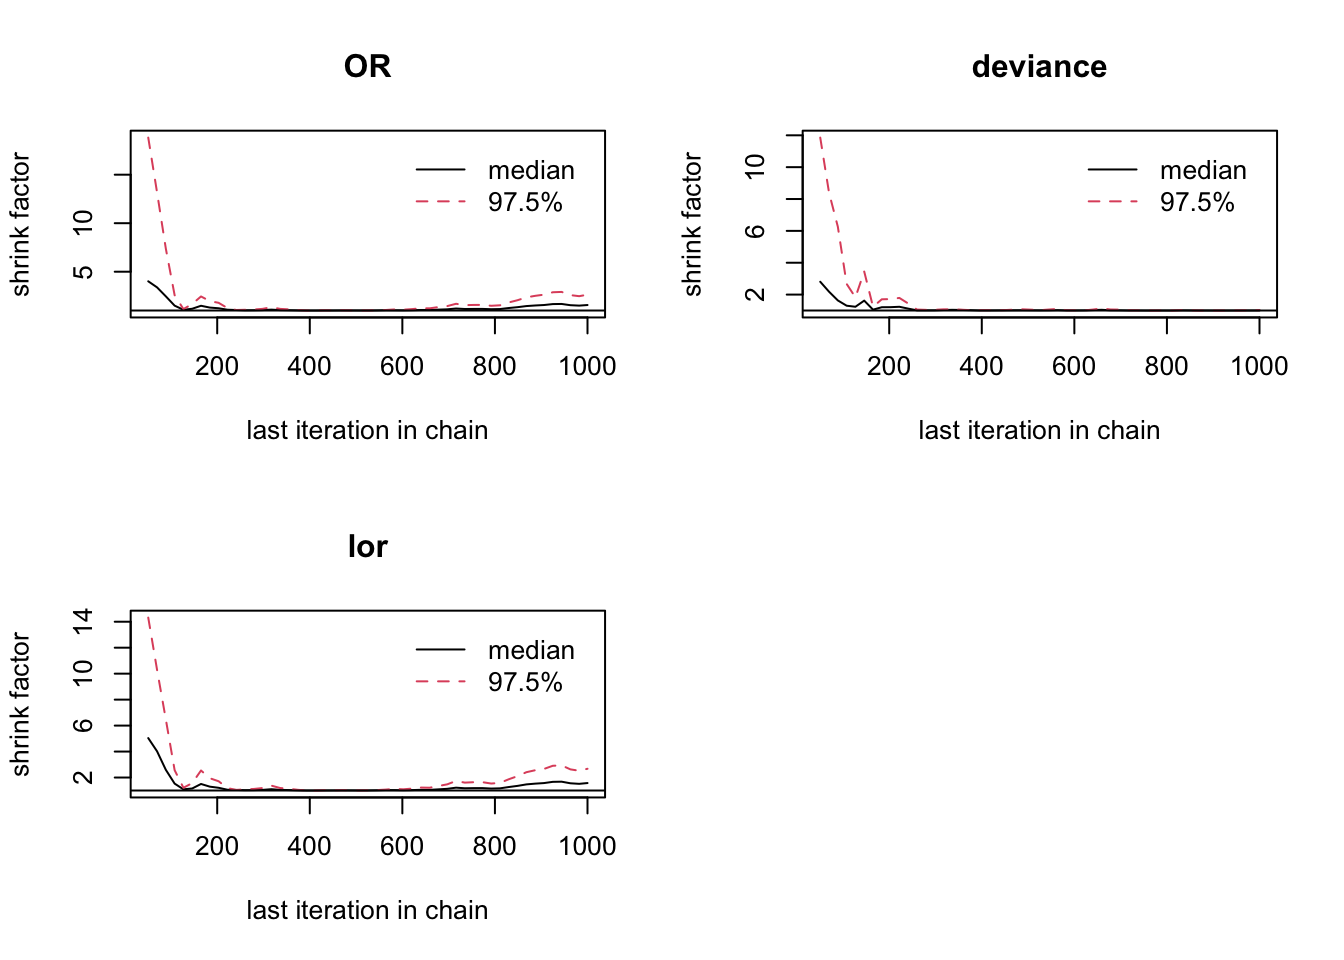 OR
shrink factor
5
10
median
97.5%
200 400 600 800 1000
last iteration in chain
deviance
shrink factor
2
6
10
median
97.5%
200 400 600 800 1000
last iteration in chain
lor
shrink factor
2
6
10
14
median
97.5%
200 400 600 800 1000
last iteration in chain